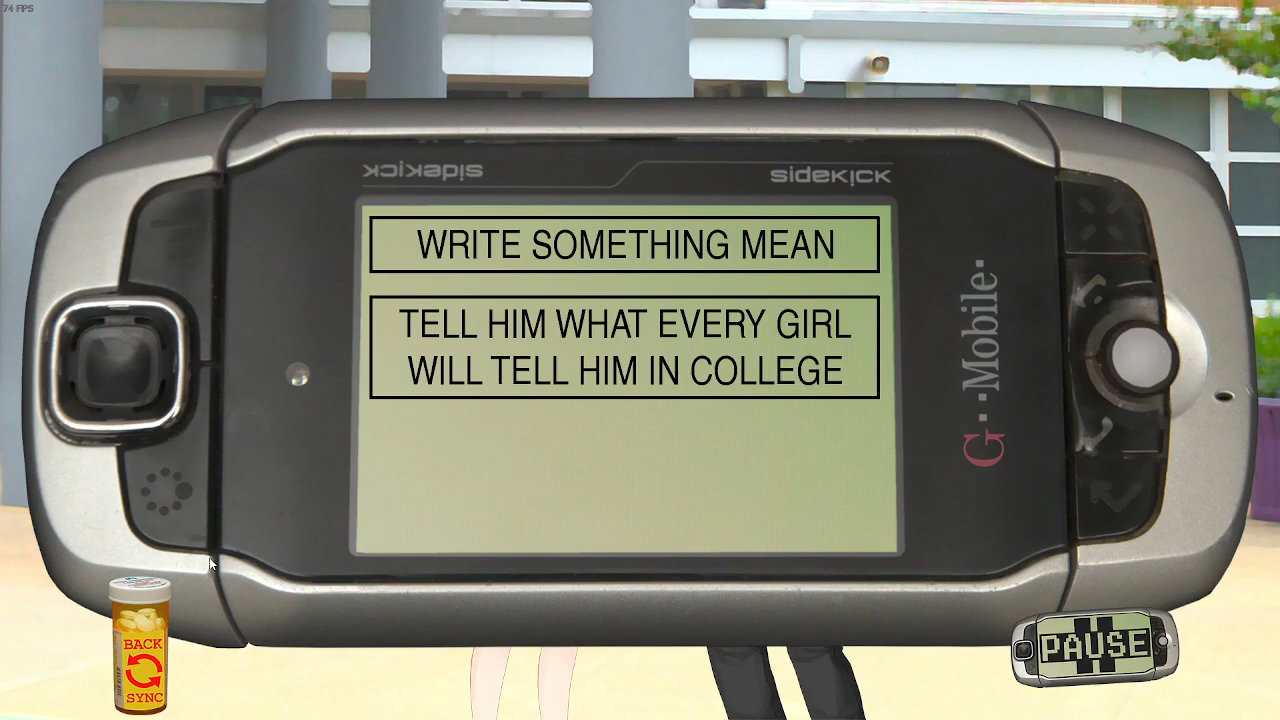 74 FPS
sidekick
sidekick
WRITE SOMETHING MEAN
TELL HIM WHAT EVERY GIRL
WILL TELL HIM IN COLLEGE
G··Mobile·
BACK
SYNC
PAUSE